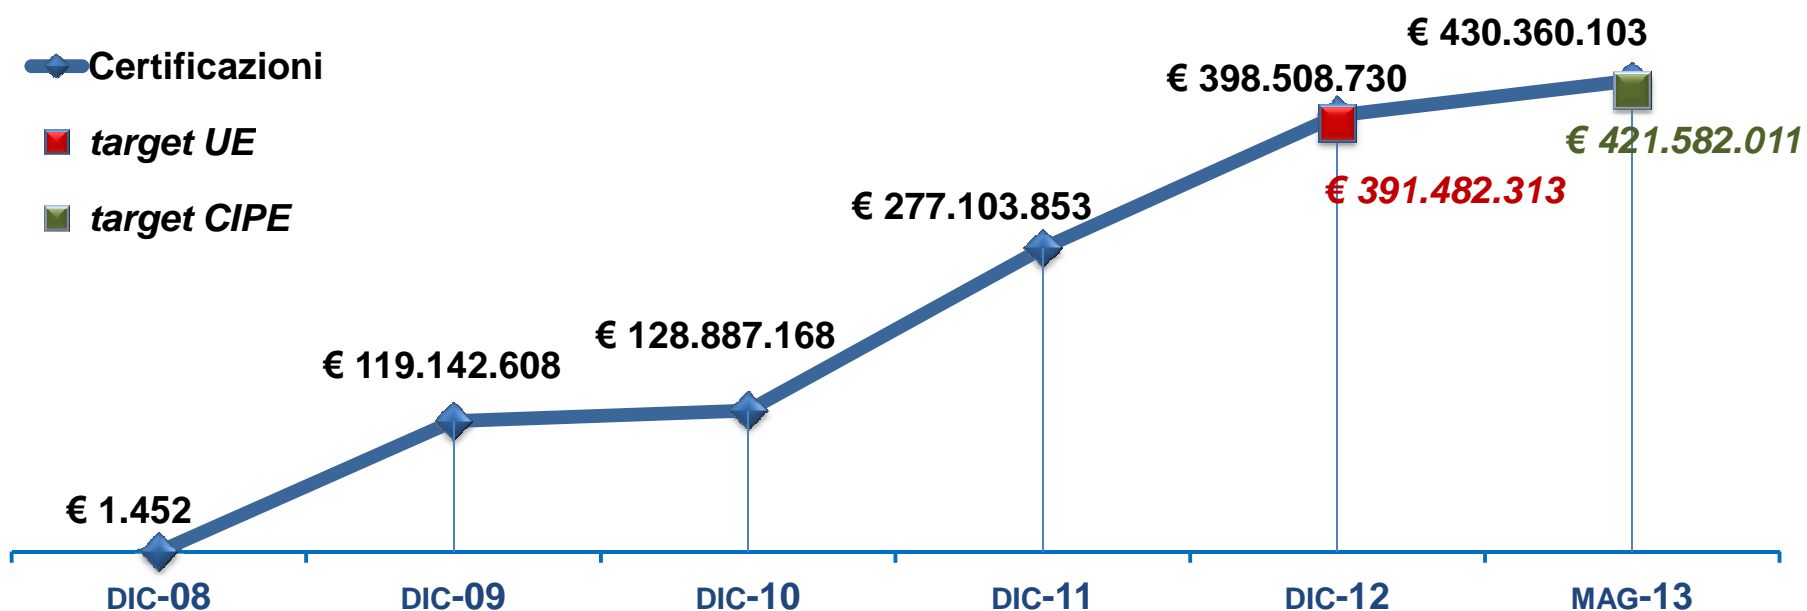 Certificazioni
target UE
target CIPE
€ 1.452
€ 119.142.608
€ 128.887.168
€ 277.103.853
€ 398.508.730
€ 430.360.103
€ 391.482.313
€ 421.582.011
DIC-08
DIC-09
DIC-10
DIC-11
DIC-12
MAG-13